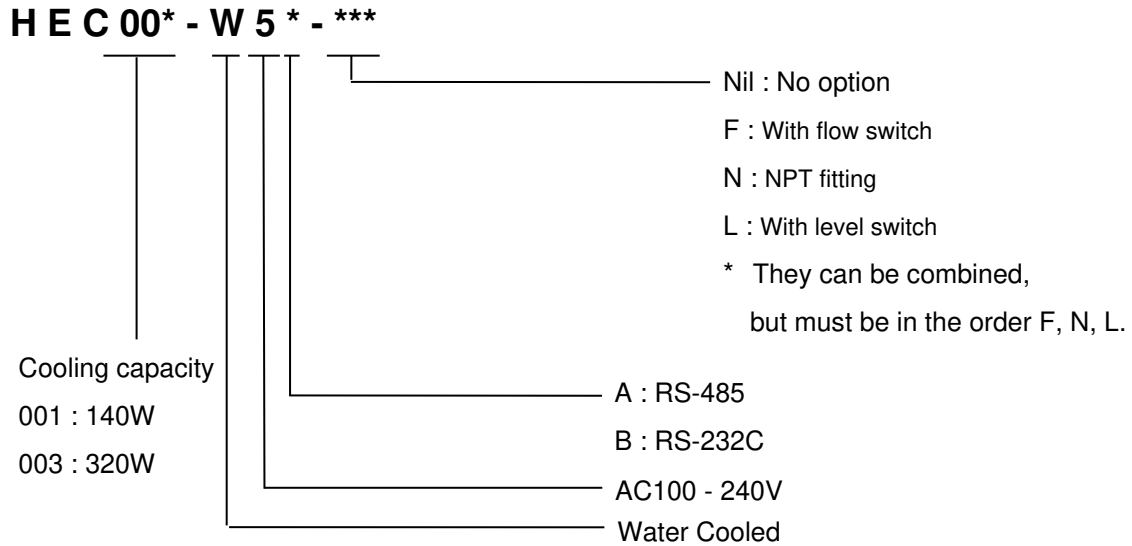 H E C 00* - W 5 * - ***
Nil : No option
F : With flow switch
N : NPT fitting
L : With level switch
* They can be combined,
but must be in the order F, N, L.
Cooling capacity
001 : 140W
003 : 320W
A : RS-485
B : RS-232C
AC100 - 240V
Water Cooled